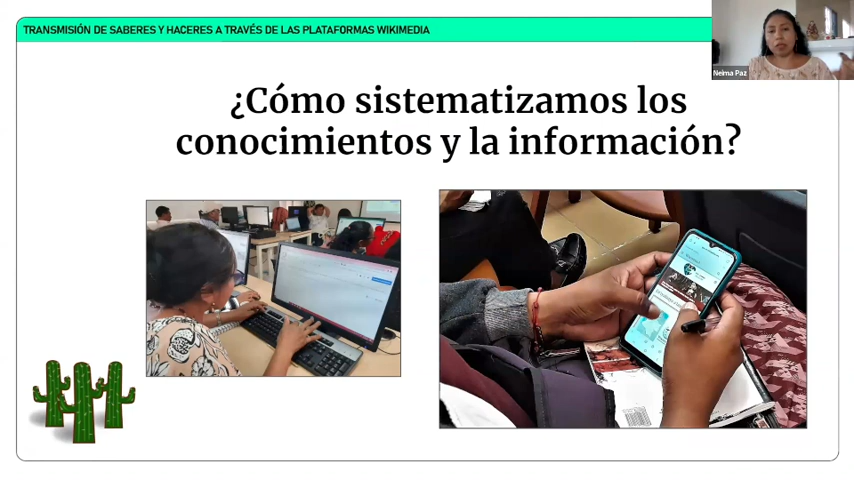 TRANSMISIÓN DE SABERES Y HACERES A TRAVÉS DE LAS PLATAFORMAS WIKIMEDIA
Neima Paz
¿Cómo sistematizamos los
conocimientos y la información?